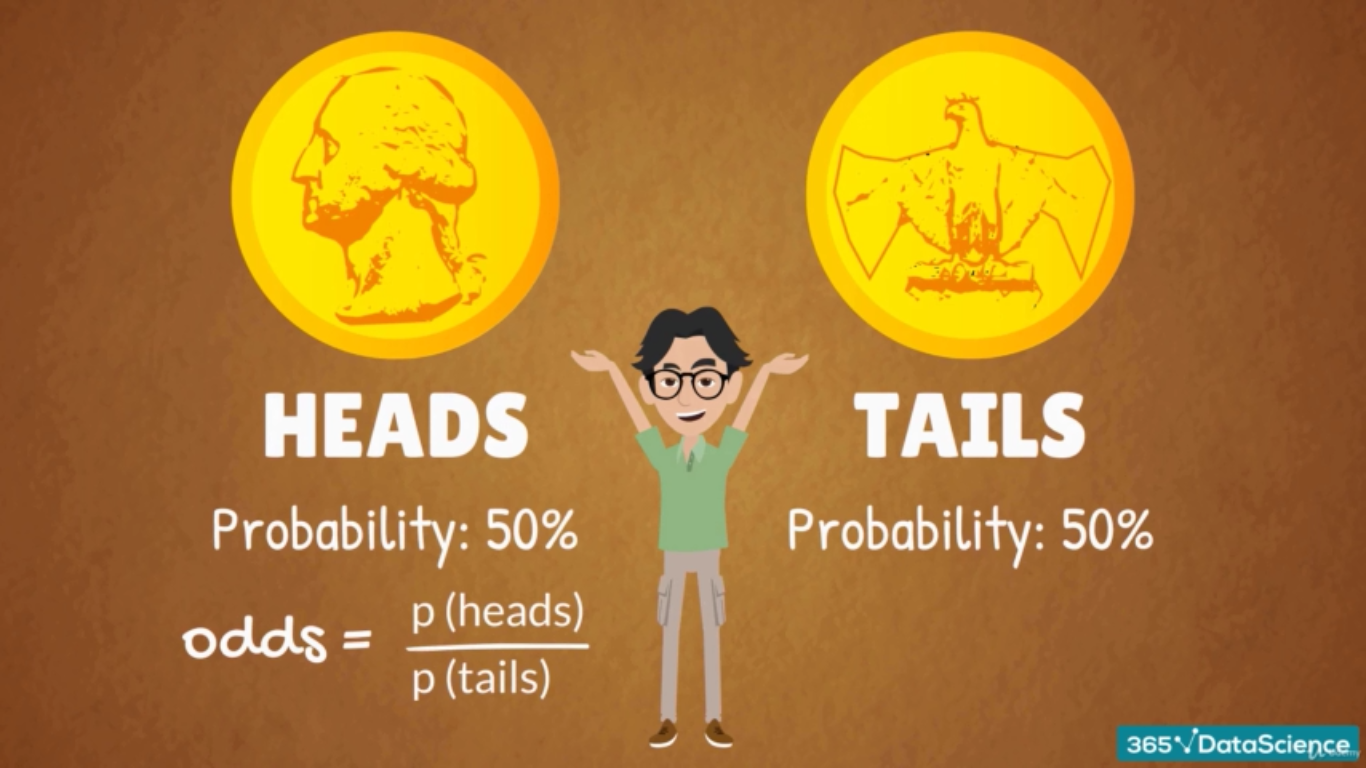 HEADS
TAILS
Probability: 50%
Probability: 50%
odds = p (heads)
p (tails)
365 DataScience